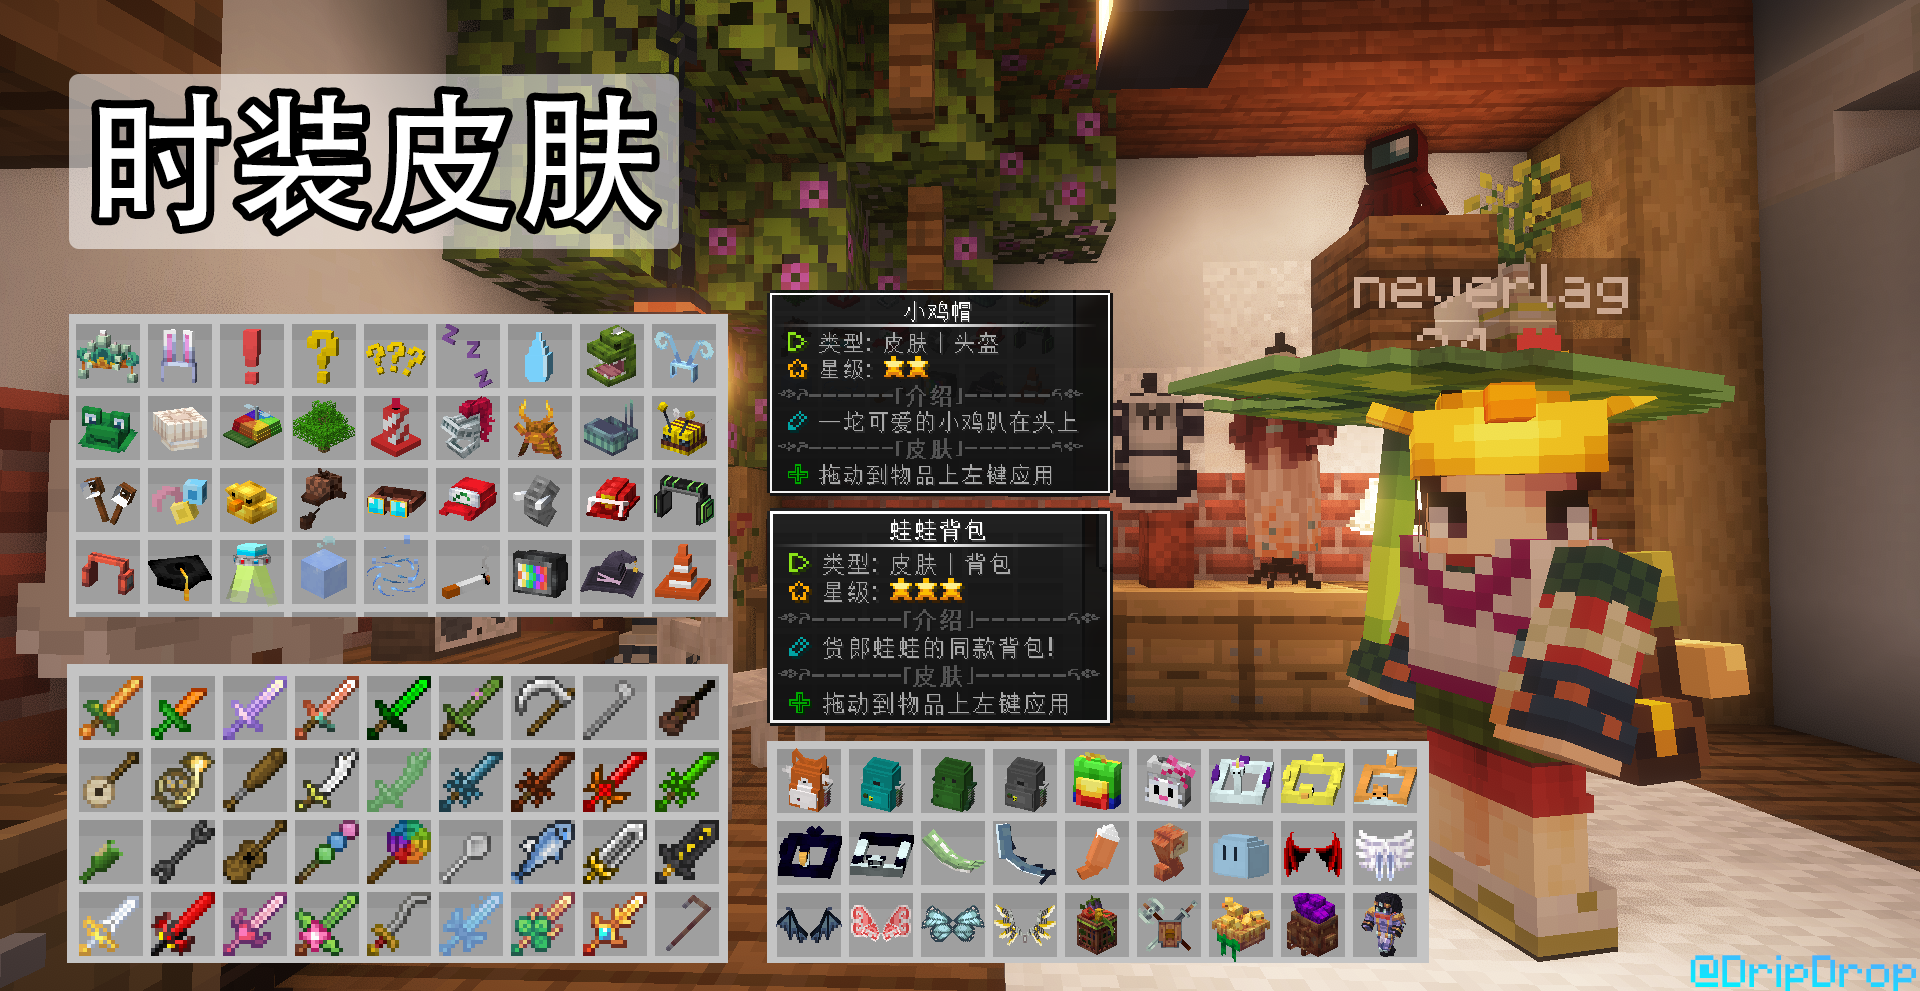 时装皮肤
neverlag
小鸡帽
类型: 皮肤 | 头盔
星级: ★★
「介绍」
一坨可爱的小鸡趴在头上
「皮肤」
拖动到物品上左键应用
蛙蛙背包
类型: 皮肤 | 背包
星级: ★★★
「介绍」
货郎蛙蛙的同款背包!
「皮肤」
拖动到物品上左键应用
@DripDrop